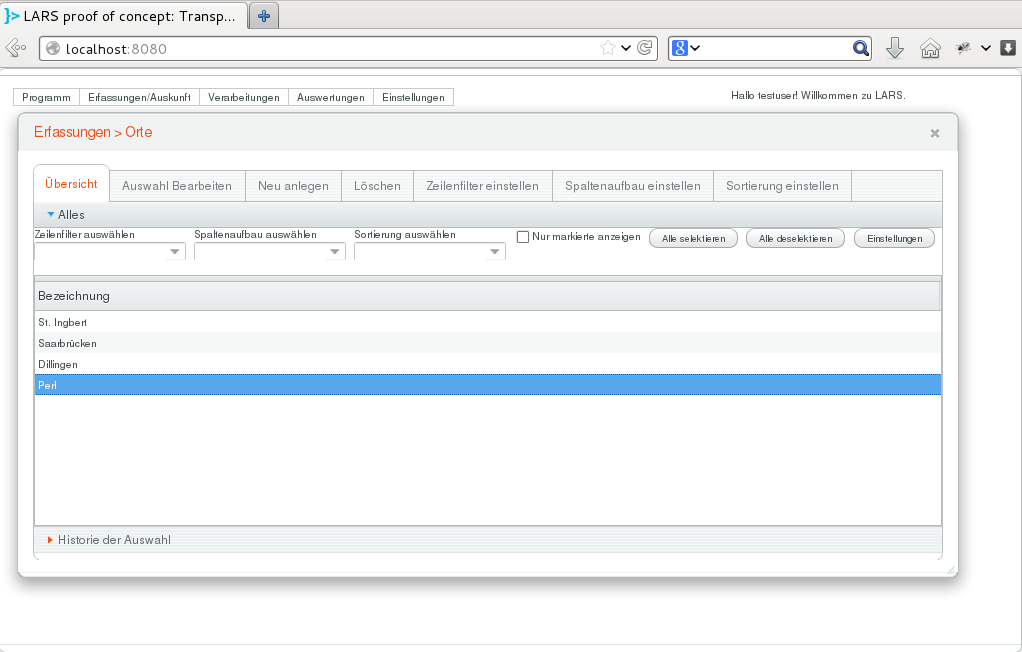 LARS proof of concept: Transp...
localhost:8080
Programm Erfassungen/Auskunft Verarbeitungen Auswertungen Einstellungen Hallo testuser! Willkommen zu LARS.
Erfassungen > Orte
Übersicht Auswahl Bearbeiten Neu anlegen Löschen Zeilenfilter einstellen Spaltenaufbau einstellen Sortierung einstellen
Alles
Zeilenfilter auswählen Spaltenaufbau auswählen Sortierung auswählen Nur markierte anzeigen Alle selektieren Alle deselektieren Einstellungen
Bezeichnung
St. Ingbert
Saarbrücken
Dillingen
Perl
Historie der Auswahl